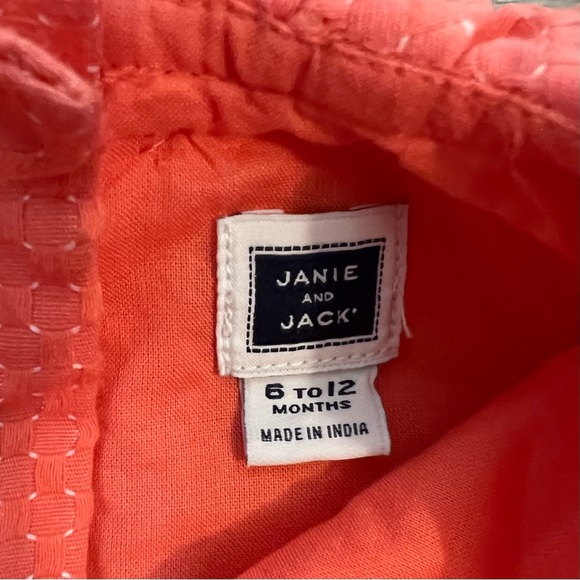 JANIE
AND
JACK
6 TO 12
MONTHS
MADE IN INDIA